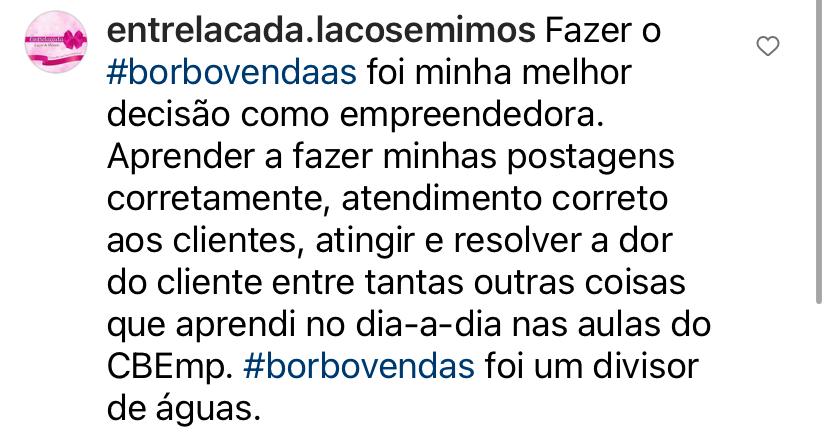 entrelacada.lacosemimos Fazer o
#borbovendaas foi minha melhor
decisão como empreendedora.
Aprender a fazer minhas postagens
corretamente, atendimento correto
aos clientes, atingir e resolver a dor
do cliente entre tantas outras coisas
que aprendi no dia-a-dia nas aulas do
CBEmp. #borbovendas foi um divisor
de águas.